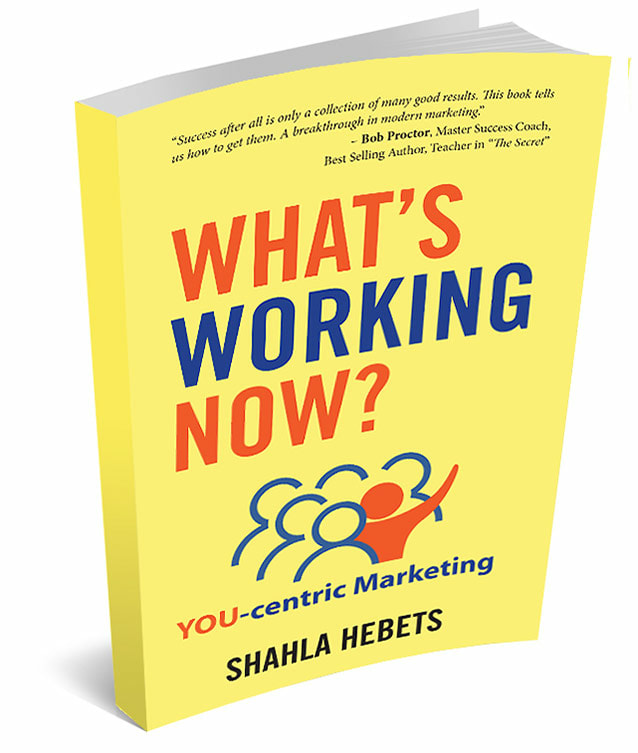 “Success after all is only a collection of many good results. This book tells
us how to get them. A breakthrough in modern marketing.”
~ Bob Proctor, Master Success Coach,
Best Selling Author, Teacher in “The Secret”
WHAT’S
WORKING
NOW?
YOU-centric Marketing
SHAHLA HEBETS